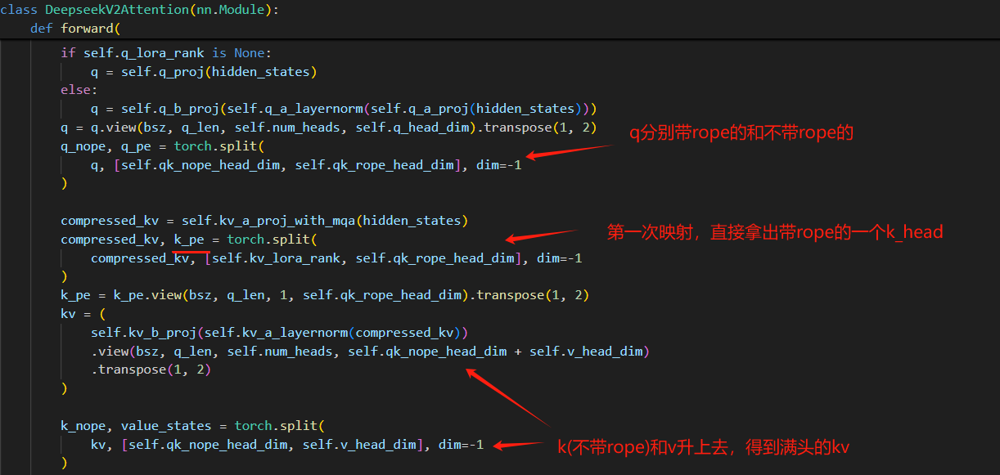 class DeepseekV2Attention(nn.Module):
def forward(
if self.q_lora_rank is None:
q = self.q_proj(hidden_states)
else:
q = self.q_b_proj(self.q_a_layernorm(self.q_a_proj(hidden_states)))
q = q.view(bsz, q_len, self.num_heads, self.q_head_dim).transpose(1, 2)
q分别带rope的和不带rope的
q_nope, q_pe = torch.split(
q, [self.qk_nope_head_dim, self.qk_rope_head_dim], dim=-1
)
compressed_kv = self.kv_a_proj_with_mqa(hidden_states)
第一次映射，直接拿出带rope的一个k_head
compressed_kv, k_pe = torch.split(
compressed_kv, [self.kv_lora_rank, self.qk_rope_head_dim], dim=-1
)
k_pe = k_pe.view(bsz, q_len, 1, self.qk_rope_head_dim).transpose(1, 2)
kv = (
self.kv_b_proj(self.kv_a_layernorm(compressed_kv))
.view(bsz, q_len, self.num_heads, self.qk_nope_head_dim + self.v_head_dim)
.transpose(1, 2)
)
k_nope, value_states = torch.split(
kv, [self.qk_nope_head_dim, self.v_head_dim], dim=-1
k(不带rope)和v升上去，得到满头的kv
)